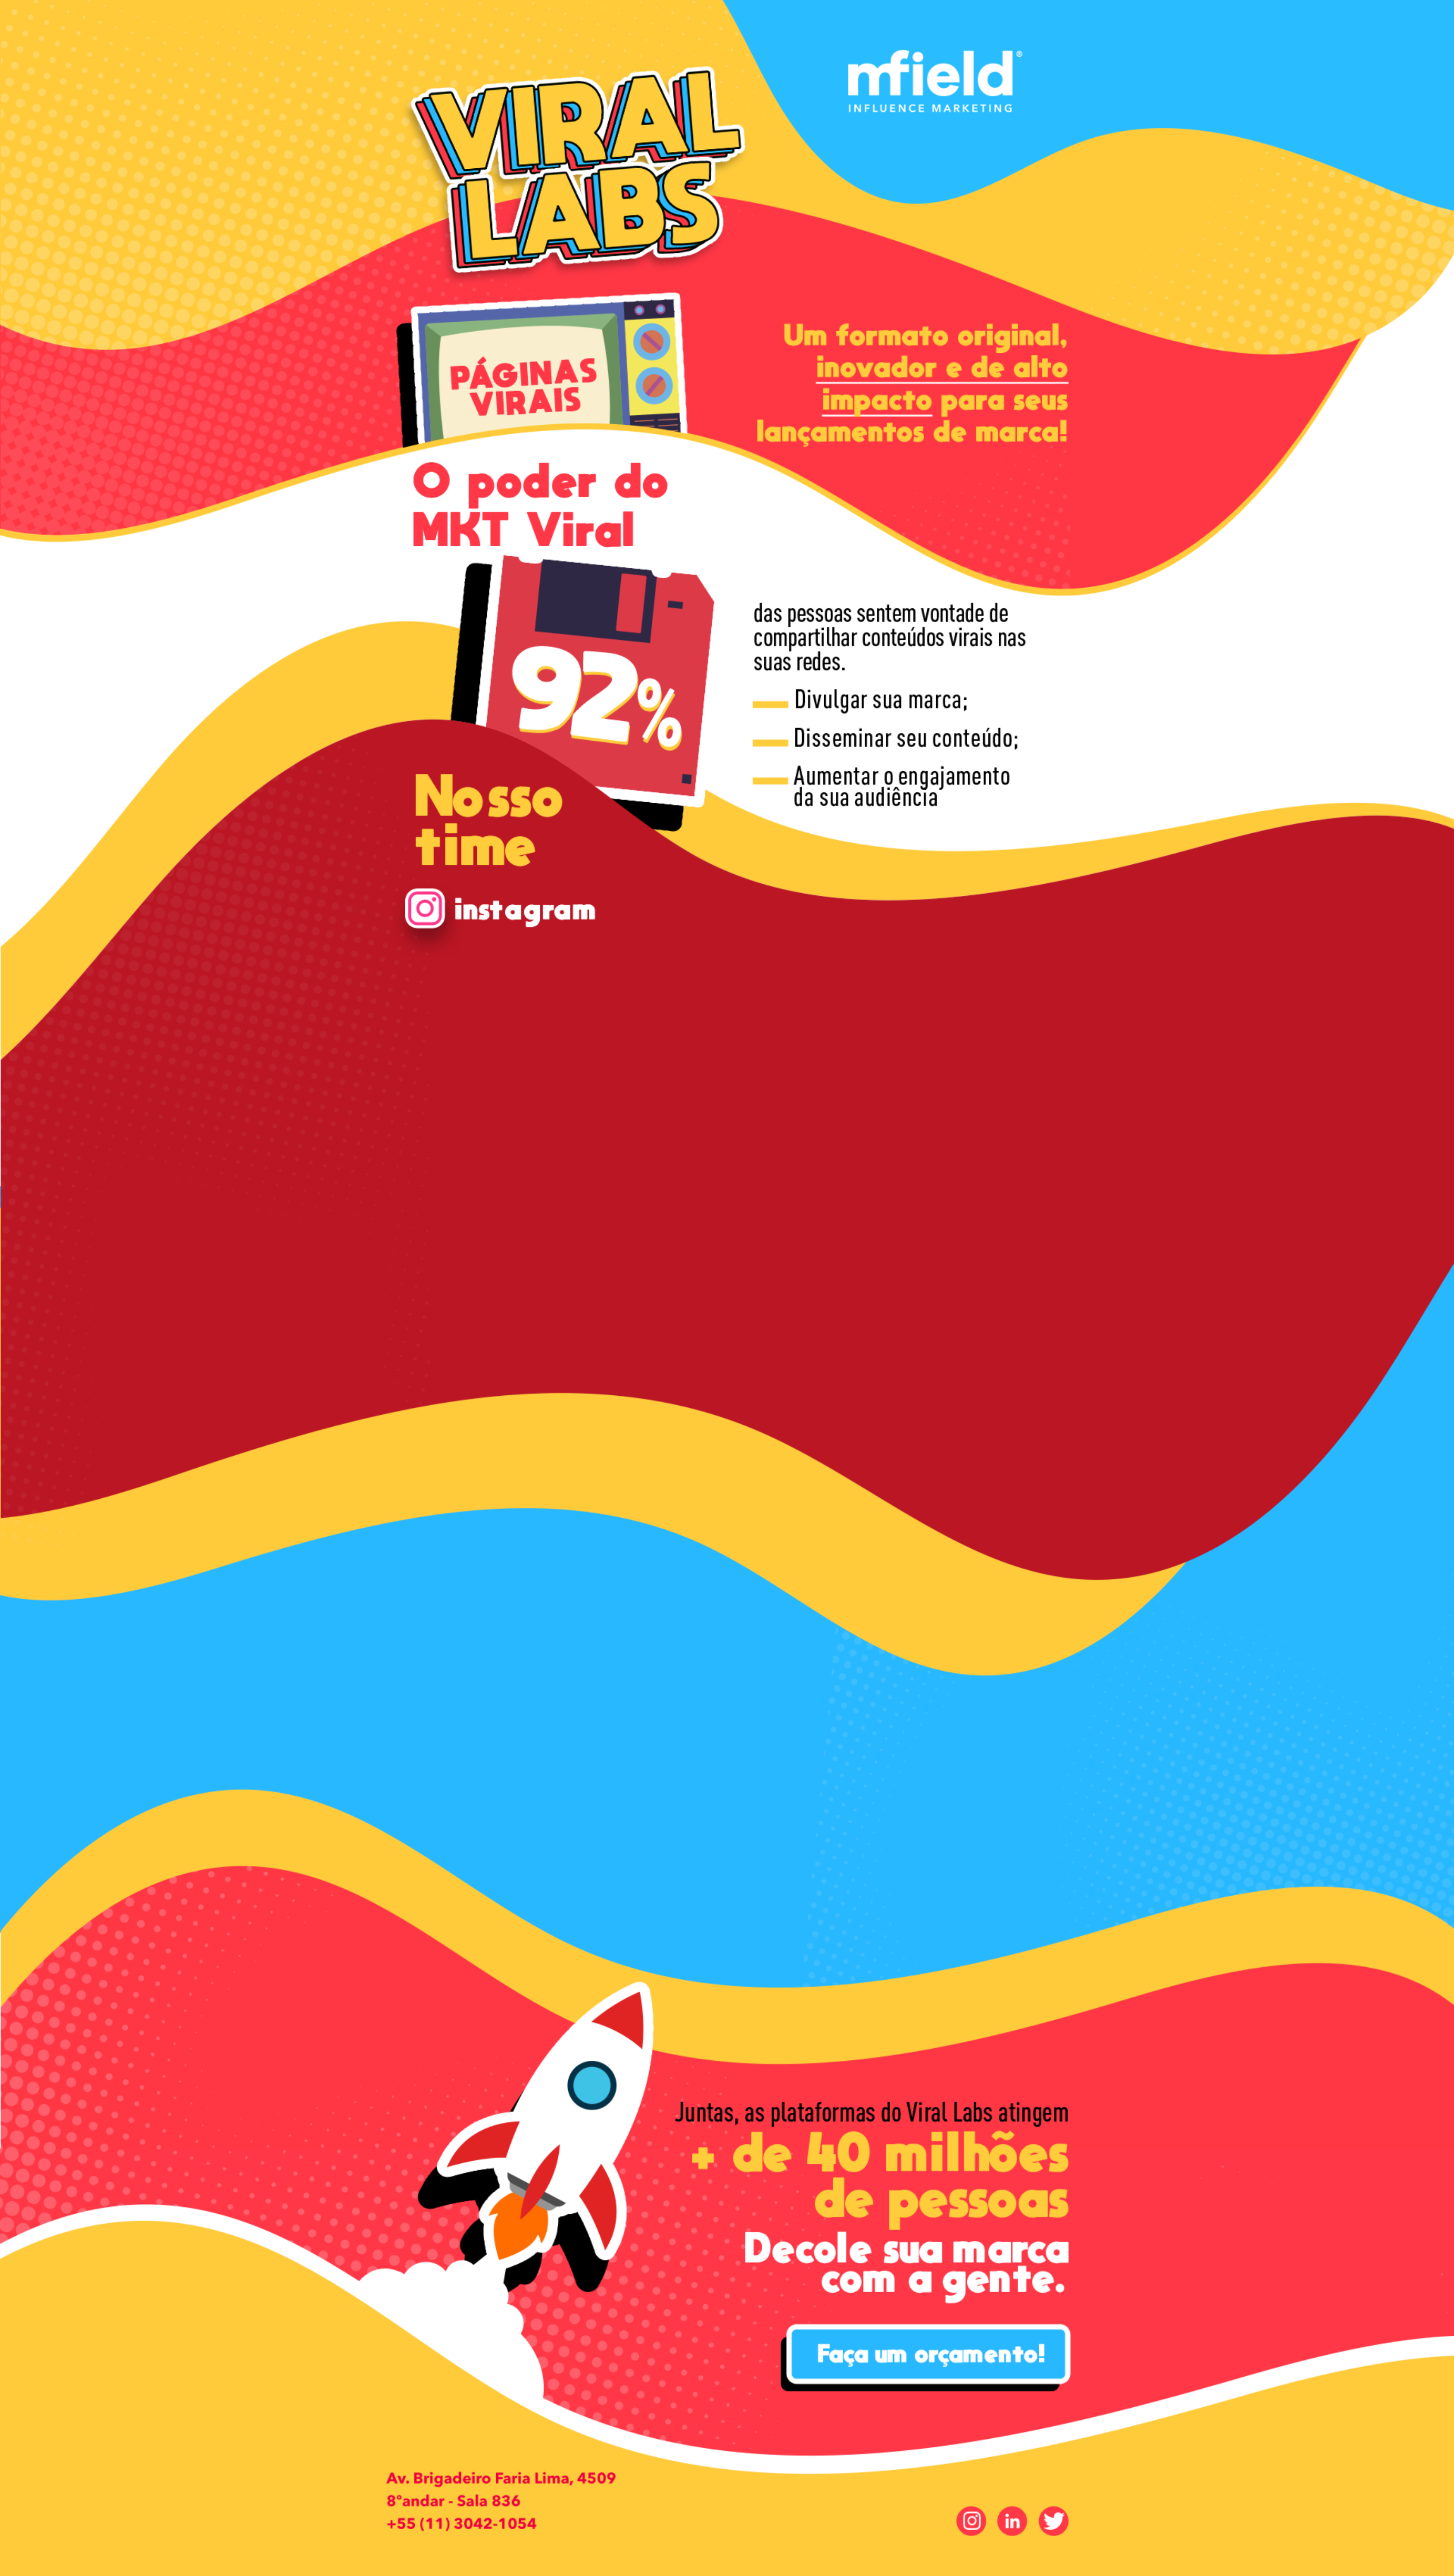 mfield®
INFLUENCE MARKETING
VIRAL
LABS
PÁGINAS
VIRAIS
Um formato original,
inovador e de alto
impacto para seus
lançamentos de marca!
O poder do
MKT Viral
92%
das pessoas sentem vontade de
compartilhar conteúdos virais nas
suas redes.
Divulgar sua marca;
Disseminar seu conteúdo;
Aumentar o engajamento
da sua audiência
Nosso
time
instagram
Juntas, as plataformas do Viral Labs atingem
+ de 40 milhões
de pessoas
Decole sua marca
com a gente.
Faça um orçamento!
Av. Brigadeiro Faria Lima, 4509
8°andar - Sala 836
+55 (11) 3042-1054
in